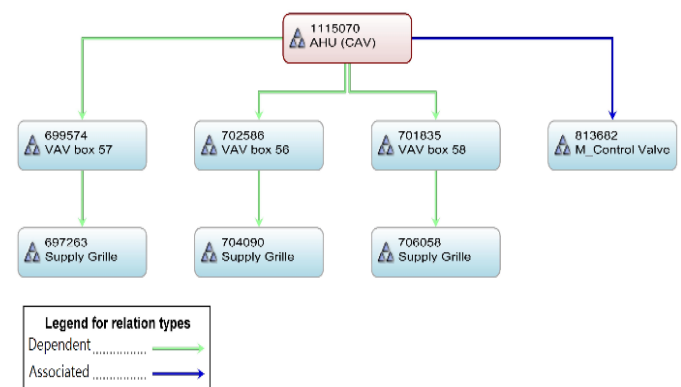 1115070
AHU (CAV)
699574
VAV box 57
702586
VAV box 56
701835
VAV box 58
813682
M_Control Valve
697263
Supply Grille
704090
Supply Grille
706058
Supply Grille
Legend for relation types
Dependent ...............
Associated ...............